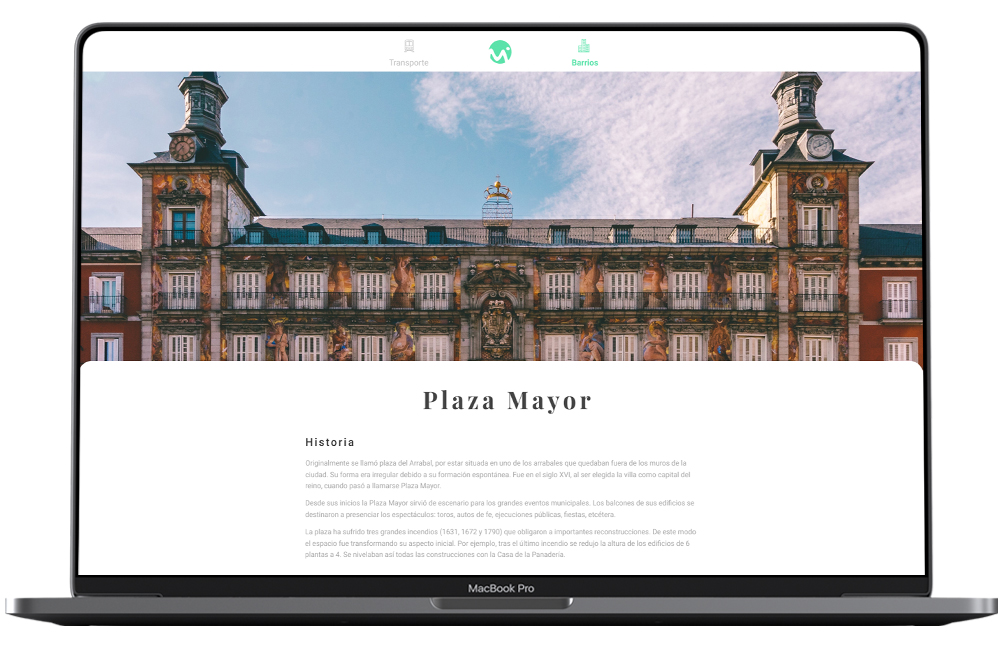 Transporte
Barrios
Plaza Mayor
Historia
Originalmente se llamó plaza del Arrabal, por estar situada en uno de los arrabales que quedaban fuera de los muros de la
ciudad. Su forma era irregular debido a su formación espontánea. Fue en el siglo XVI, al ser elegida la villa como capital del
reino, cuando pasó a llamarse Plaza Mayor.
Desde sus inicios la Plaza Mayor sirvió de escenario para los grandes eventos municipales. Los balcones de sus edificios se
destinaron a presenciar los espectáculos: toros, autos de fe, ejecuciones públicas, fiestas, etcétera.
La plaza ha sufrido tres grandes incendios (1631, 1672 y 1790) que obligaron a importantes reconstrucciones. De este modo
el espacio fue transformando su aspecto inicial. Por ejemplo, tras el último incendio se redujo la altura de los edificios de 6
plantas a 4. Se nivelaban así todas las construcciones con la Casa de la Panadería.
MacBook Pro